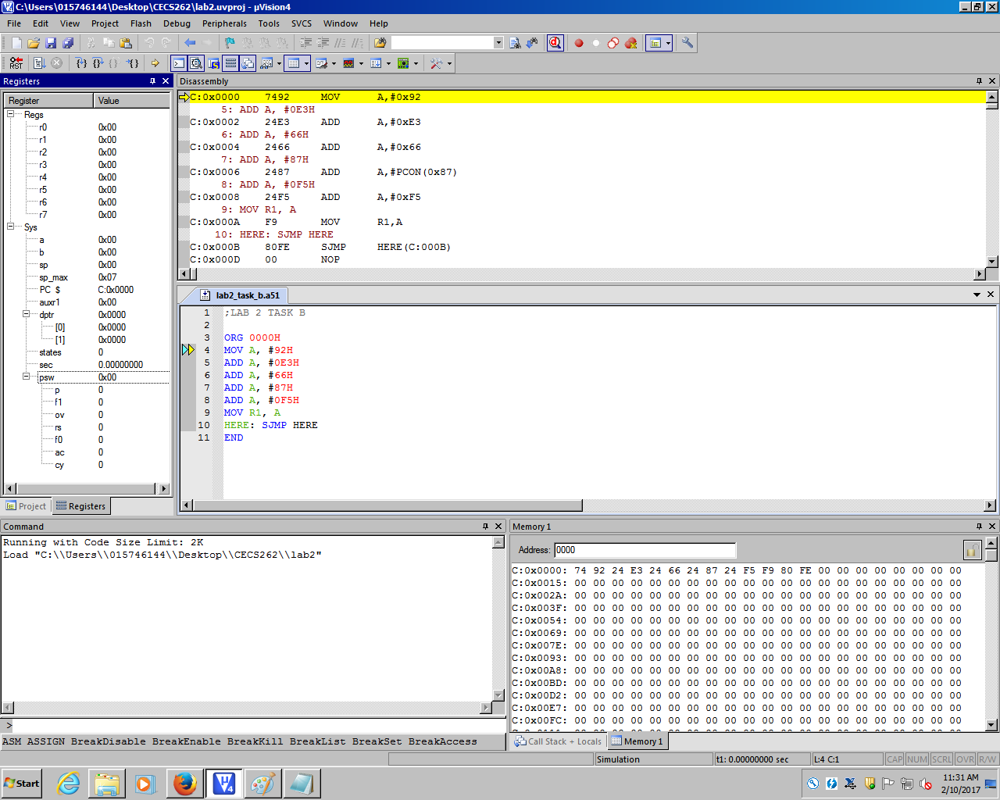 C:\Users\015746144\Desktop\CECS262\lab2.uvproj - µVision4
File Edit View Project Flash Debug Peripherals Tools SVCS Window Help
RST
Registers
Register Value
Regs
r0 0x00
r1 0x00
r2 0x00
r3 0x00
r4 0x00
r5 0x00
r6 0x00
r7 0x00
Sys
a 0x00
b 0x00
sp 0x00
sp_max 0x07
PC $ C:0x0000
auxr1 0x00
dptr 0x0000
[0] 0x0000
[1] 0x0000
states 0
sec 0.00000000
psw 0x00
p 0
f1 0
ov 0
rs 0
f0 0
ac 0
cy 0
Project Registers
Disassembly
C:0x0000 7492 MOV A,#0x92
5: ADD A, #0E3H
C:0x0002 24E3 ADD A,#0xE3
6: ADD A, #66H
C:0x0004 2466 ADD A,#0x66
7: ADD A, #87H
C:0x0006 2487 ADD A,#PCON(0x87)
8: ADD A, #0F5H
C:0x0008 24F5 ADD A,#0xF5
9: MOV R1, A
C:0x000A F9 MOV R1,A
10: HERE: SJMP HERE
C:0x000B 80FE SJMP HERE(C:000B)
C:0x000D 00 NOP
lab2_task_b.a51
1 ;LAB 2 TASK B
2
3 ORG 0000H
4 MOV A, #92H
5 ADD A, #0E3H
6 ADD A, #66H
7 ADD A, #87H
8 ADD A, #0F5H
9 MOV R1, A
10 HERE: SJMP HERE
11 END
Command
Running with Code Size Limit: 2K
Load "C:\\Users\\015746144\\Desktop\\CECS262\\lab2"
>
ASM ASSIGN BreakDisable BreakEnable BreakKill BreakList BreakSet BreakAccess
Memory 1
Address: 0000
C:0x0000: 74 92 24 E3 24 66 24 87 24 F5 F9 80 FE 00 00 00 00 00 00 00 00
C:0x0015: 00 00 00 00 00 00 00 00 00 00 00 00 00 00 00 00 00 00 00 00 00
C:0x002A: 00 00 00 00 00 00 00 00 00 00 00 00 00 00 00 00 00 00 00 00 00
C:0x003F: 00 00 00 00 00 00 00 00 00 00 00 00 00 00 00 00 00 00 00 00 00
C:0x0054: 00 00 00 00 00 00 00 00 00 00 00 00 00 00 00 00 00 00 00 00 00
C:0x0069: 00 00 00 00 00 00 00 00 00 00 00 00 00 00 00 00 00 00 00 00 00
C:0x007E: 00 00 00 00 00 00 00 00 00 00 00 00 00 00 00 00 00 00 00 00 00
C:0x0093: 00 00 00 00 00 00 00 00 00 00 00 00 00 00 00 00 00 00 00 00 00
C:0x00A8: 00 00 00 00 00 00 00 00 00 00 00 00 00 00 00 00 00 00 00 00 00
C:0x00BD: 00 00 00 00 00 00 00 00 00 00 00 00 00 00 00 00 00 00 00 00 00
C:0x00D2: 00 00 00 00 00 00 00 00 00 00 00 00 00 00 00 00 00 00 00 00 00
C:0x00E7: 00 00 00 00 00 00 00 00 00 00 00 00 00 00 00 00 00 00 00 00 00
C:0x00FC: 00 00 00 00 00 00 00 00 00 00 00 00 00 00 00 00 00 00 00 00 00
Call Stack + Locals Memory 1
Simulation t1: 0.00000000 sec L:4 C:1 CAP NUM SCRL OVR R/W
Start
11:31 AM
2/10/2017